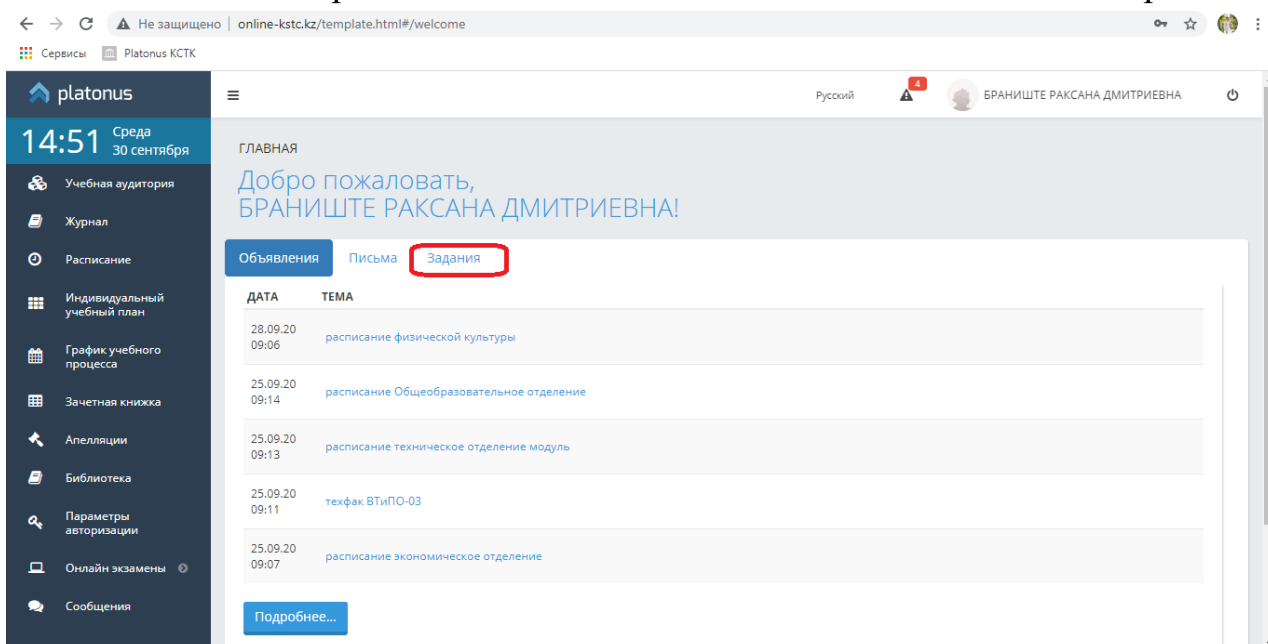 Не защищено | online-kstc.kz/template.html#/welcome
Сервисы Platonus КСТК
platonus
Русский 4 БРАНИШТЕ РАКСАНА ДМИТРИЕВНА
14:51 Среда
30 сентября
Учебная аудитория
Журнал
Расписание
Индивидуальный
учебный план
График учебного
процесса
Зачетная книжка
Апелляции
Библиотека
Параметры
авторизации
Онлайн экзамены
Сообщения
ГЛАВНАЯ
Добро пожаловать,
БРАНИШТЕ РАКСАНА ДМИТРИЕВНА!
Объявления Письма Задания
ДАТА ТЕМА
28.09.20
09:06
расписание физической культуры
25.09.20
09:14
расписание Общеобразовательное отделение
25.09.20
09:13
расписание техническое отделение модуль
25.09.20
09:11
техфак ВТиПО-03
25.09.20
09:07
расписание экономическое отделение
Подробнее...